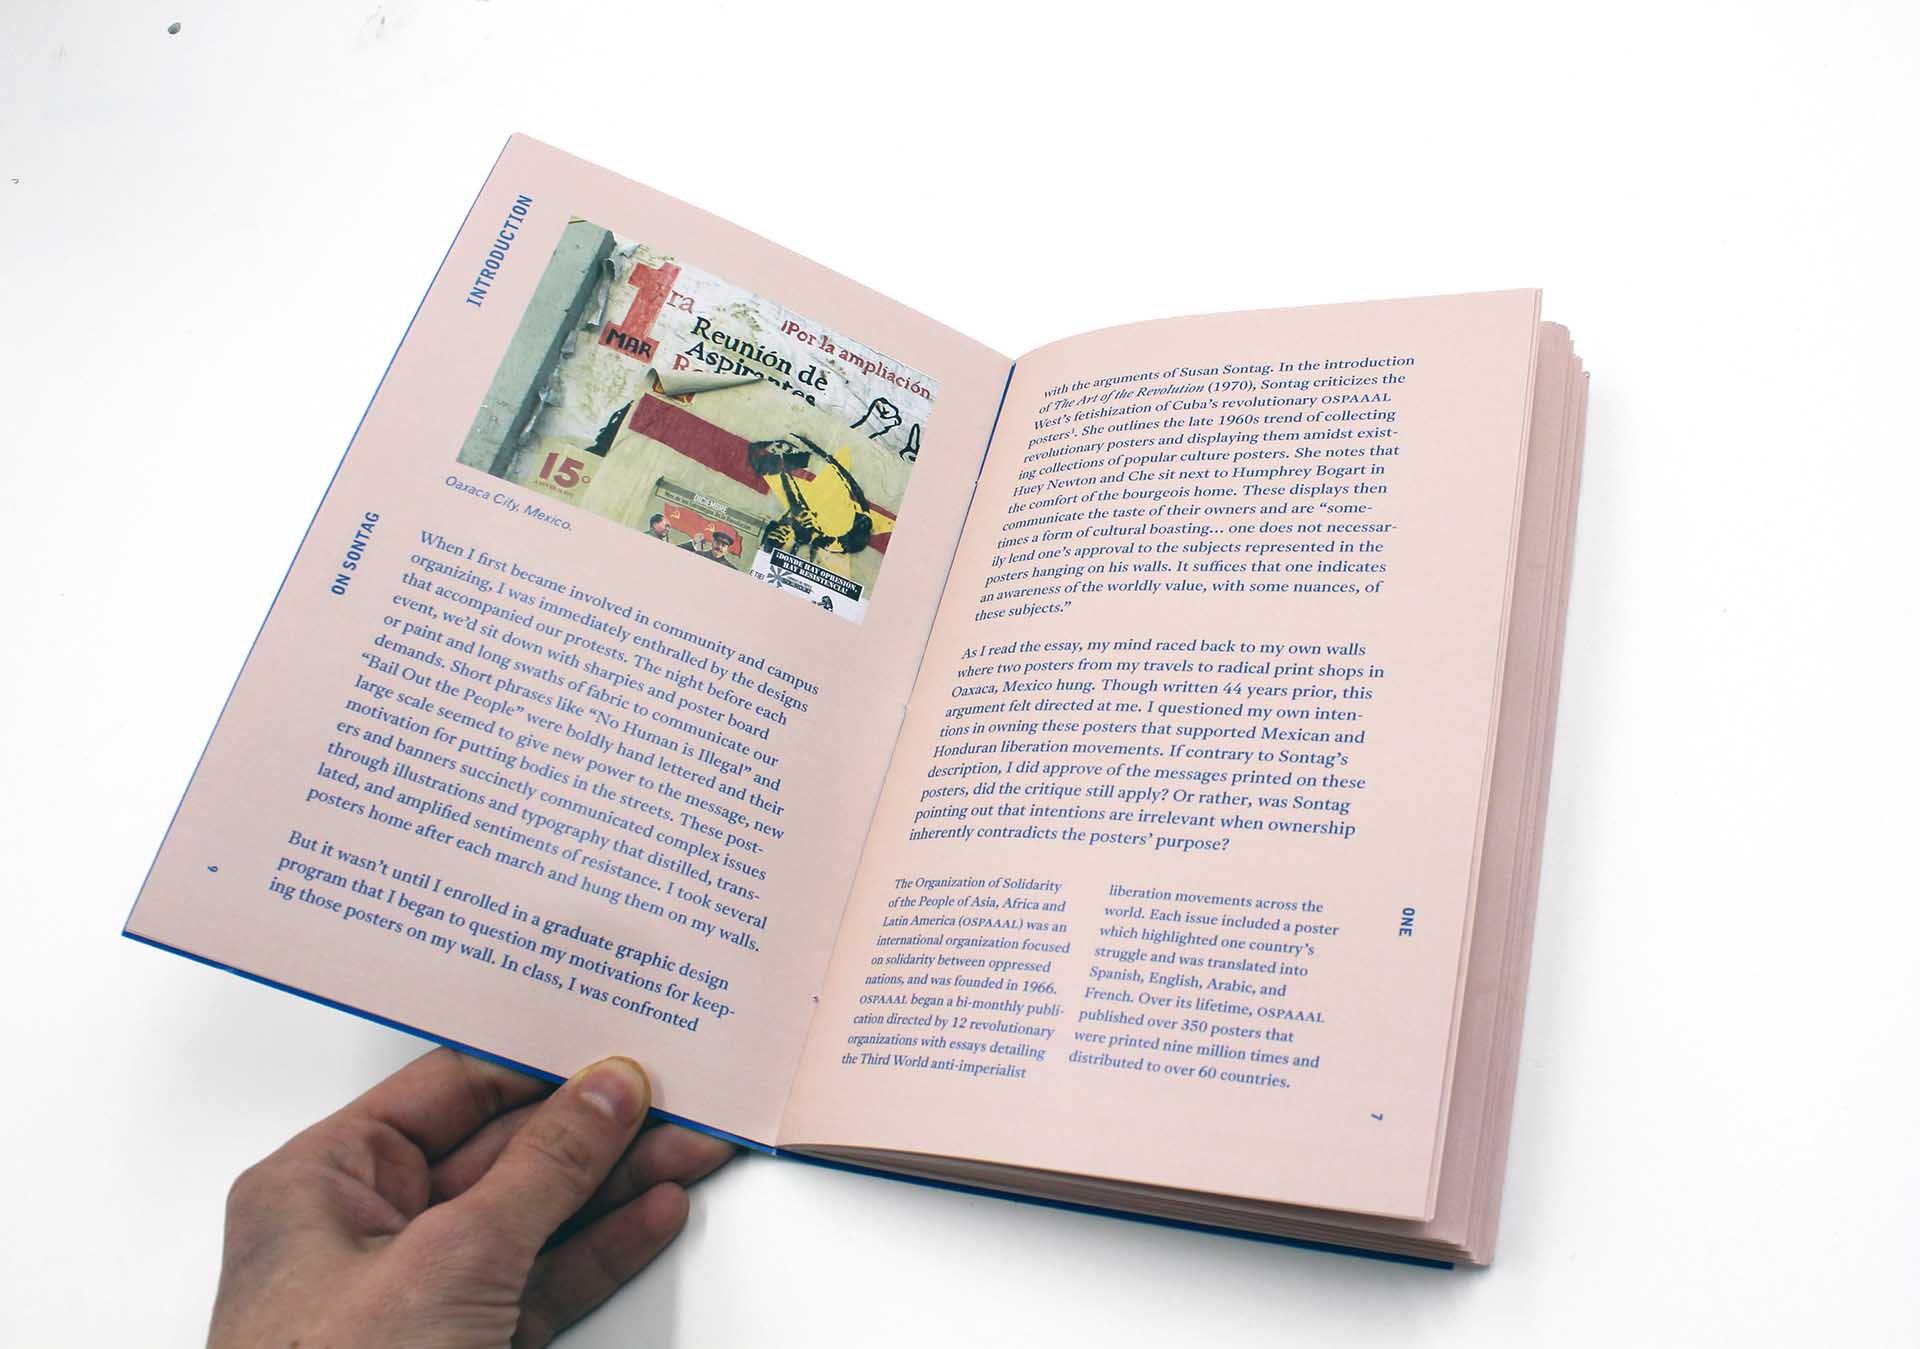 INTRODUCTION
1ra
MAR
Reunión de
Aspirantes
¡Por la ampliación
15º
ANIVERSARIO
DICIEMBRE
¡DONDE HAY OPRESION,
HAY RESISTENCIA!
Oaxaca City, Mexico.
ON SONTAG
When I first became involved in community and campus
organizing, I was immediately enthralled by the designs
that accompanied our protests. The night before each
event, we’d sit down with sharpies and poster board
or paint and long swaths of fabric to communicate our
demands. Short phrases like “No Human is Illegal” and
“Bail Out the People” were boldly hand lettered and their
large scale seemed to give new power to the message, new
motivation for putting bodies in the streets. These post-
ers and banners succinctly communicated complex issues
through illustrations and typography that distilled, trans-
lated, and amplified sentiments of resistance. I took several
posters home after each march and hung them on my walls.
But it wasn’t until I enrolled in a graduate graphic design
program that I began to question my motivations for keep-
ing those posters on my wall. In class, I was confronted
6
with the arguments of Susan Sontag. In the introduction
of The Art of the Revolution (1970), Sontag criticizes the
West’s fetishization of Cuba’s revolutionary OSPAAAL
posters¹. She outlines the late 1960s trend of collecting
revolutionary posters and displaying them amidst exist-
ing collections of popular culture posters. She notes that
Huey Newton and Che sit next to Humphrey Bogart in
the comfort of the bourgeois home. These displays then
communicate the taste of their owners and are “some-
times a form of cultural boasting… one does not necessar-
ily lend one’s approval to the subjects represented in the
posters hanging on his walls. It suffices that one indicates
an awareness of the worldly value, with some nuances, of
these subjects.”
As I read the essay, my mind raced back to my own walls
where two posters from my travels to radical print shops in
Oaxaca, Mexico hung. Though written 44 years prior, this
argument felt directed at me. I questioned my own inten-
tions in owning these posters that supported Mexican and
Honduran liberation movements. If contrary to Sontag’s
description, I did approve of the messages printed on these
posters, did the critique still apply? Or rather, was Sontag
pointing out that intentions are irrelevant when ownership
inherently contradicts the posters’ purpose?
The Organization of Solidarity
of the People of Asia, Africa and
Latin America (OSPAAAL) was an
international organization focused
on solidarity between oppressed
nations, and was founded in 1966.
OSPAAAL began a bi-monthly publi-
cation directed by 12 revolutionary
organizations with essays detailing
the Third World anti-imperialist
liberation movements across the
world. Each issue included a poster
which highlighted one country’s
struggle and was translated into
Spanish, English, Arabic, and
French. Over its lifetime, OSPAAAL
published over 350 posters that
were printed nine million times and
distributed to over 60 countries.
ONE
7